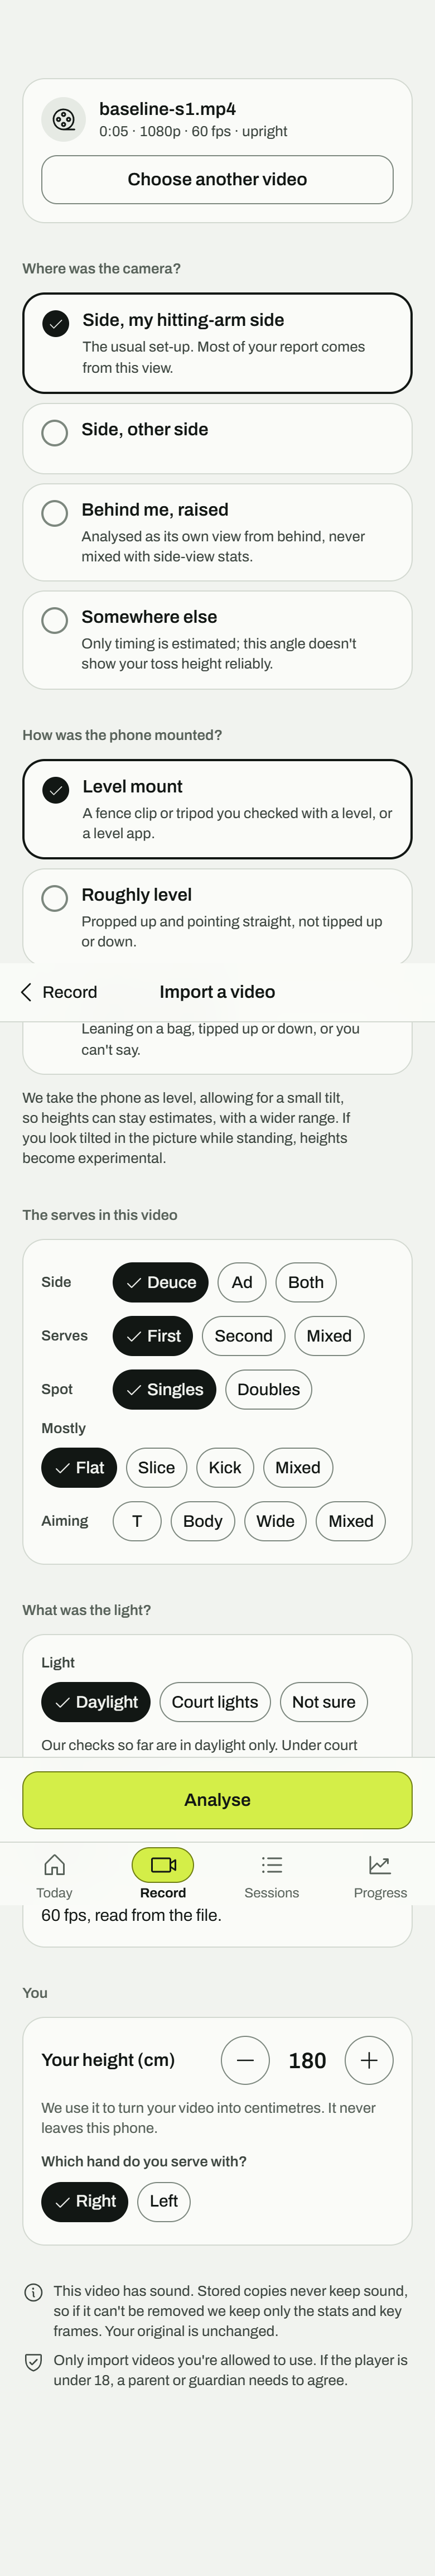 baseline-s1.mp4
0:05 · 1080p · 60 fps · upright
Choose another video
Where was the camera?
Side, my hitting-arm side
The usual set-up. Most of your report comes
from this view.
Side, other side
Behind me, raised
Analysed as its own view from behind, never
mixed with side-view stats.
Somewhere else
Only timing is estimated; this angle doesn't
show your toss height reliably.
How was the phone mounted?
Level mount
A fence clip or tripod you checked with a level, or
a level app.
Roughly level
Propped up and pointing straight, not tipped up
or down.
Record
Import a video
Leaning on a bag, tipped up or down, or you
can't say.
We take the phone as level, allowing for a small tilt,
so heights can stay estimates, with a wider range. If
you look tilted in the picture while standing, heights
become experimental.
The serves in this video
Side Deuce Ad Both
Serves First Second Mixed
Spot Singles Doubles
Mostly
Flat Slice Kick Mixed
Aiming T Body Wide Mixed
What was the light?
Light
Daylight Court lights Not sure
Our checks so far are in daylight only. Under court
Analyse
Today Record Sessions Progress
60 fps, read from the file.
You
Your height (cm) 180
We use it to turn your video into centimetres. It never
leaves this phone.
Which hand do you serve with?
Right Left
This video has sound. Stored copies never keep sound,
so if it can't be removed we keep only the stats and key
frames. Your original is unchanged.
Only import videos you're allowed to use. If the player is
under 18, a parent or guardian needs to agree.